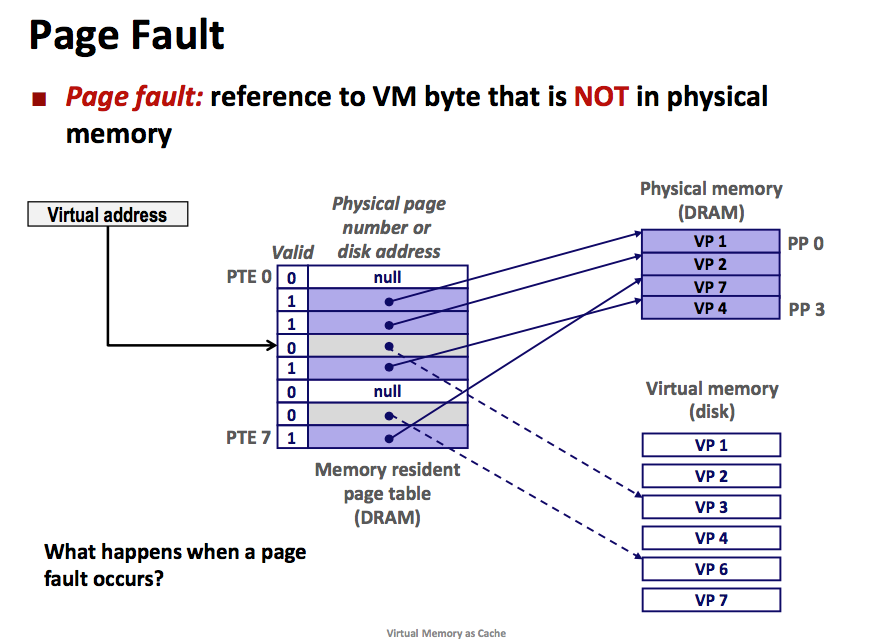 Page Fault
Page fault: reference to VM byte that is NOT in physical
memory
Virtual address
Physical page
number or
disk address
Valid
PTE 0
0
null
1
1
0
1
0
null
0
PTE 7
1
Memory resident
page table
(DRAM)
Physical memory
(DRAM)
VP 1
PP 0
VP 2
VP 7
VP 4
PP 3
Virtual memory
(disk)
VP 1
VP 2
VP 3
VP 4
VP 6
VP 7
What happens when a page
fault occurs?
Virtual Memory as Cache